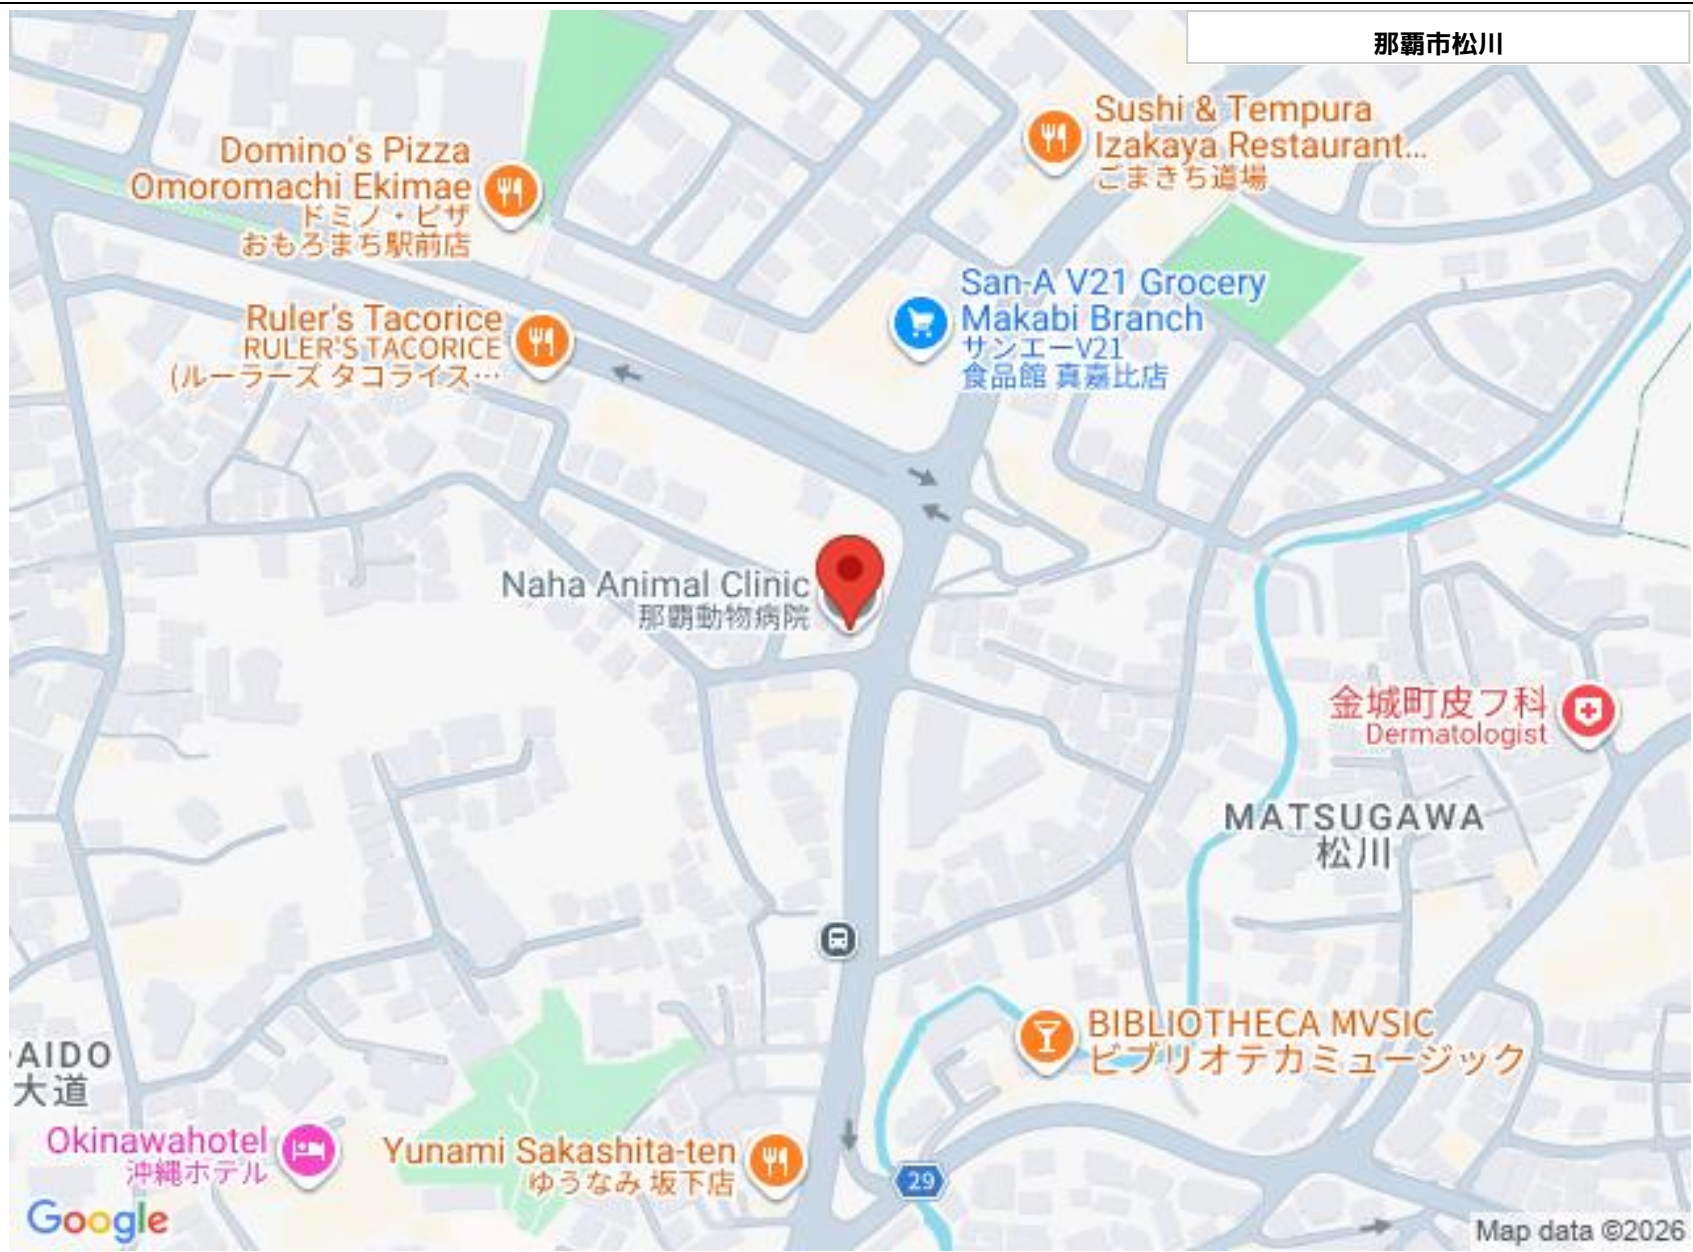 那覇市松川
Sushi & Tempura
Izakaya Restaurant...
ごまきち道場
Domino's Pizza
Omoromachi Ekimae
ドミノ・ピザ
おもろまち駅前店
San-A V21 Grocery
Makabi Branch
サンエーV21
食品館 真嘉比店
Ruler's Tacorice
RULER'S TACORICE
(ルーラーズ タコライス…
Naha Animal Clinic
那覇動物病院
金城町皮フ科
Dermatologist
MATSUGAWA
松川
BIBLIOTHECA MVSIC
ビブリオテカミュージック
AIDO
大道
Okinawahotel
沖縄ホテル
Yunami Sakashita-ten
ゆうなみ 坂下店
29
Google
Map data ©2026